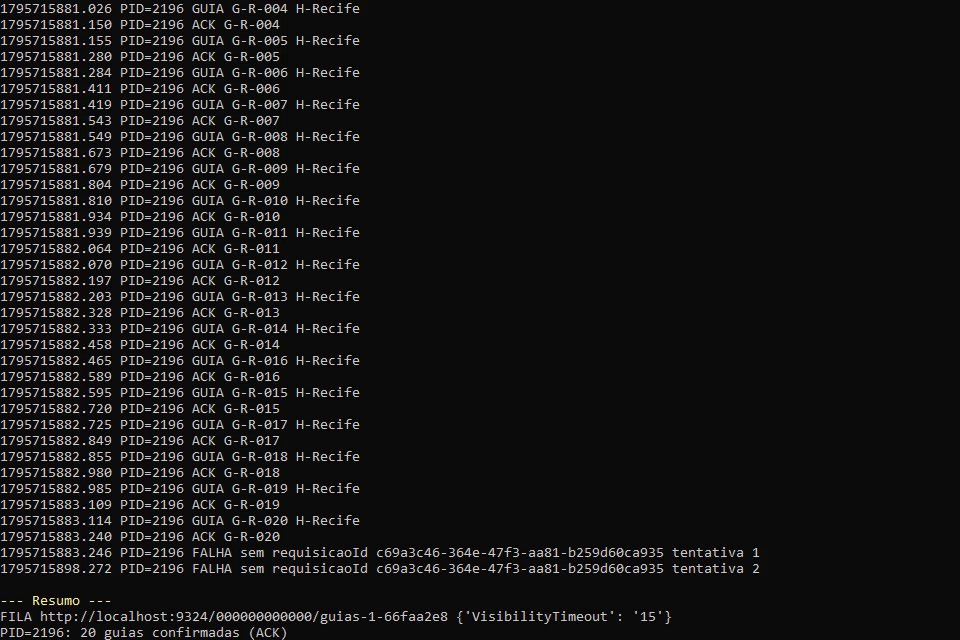 1795715881.026 PID=2196 GUIA G-R-004 H-Recife
1795715881.150 PID=2196 ACK G-R-004
1795715881.155 PID=2196 GUIA G-R-005 H-Recife
1795715881.280 PID=2196 ACK G-R-005
1795715881.284 PID=2196 GUIA G-R-006 H-Recife
1795715881.411 PID=2196 ACK G-R-006
1795715881.419 PID=2196 GUIA G-R-007 H-Recife
1795715881.543 PID=2196 ACK G-R-007
1795715881.549 PID=2196 GUIA G-R-008 H-Recife
1795715881.673 PID=2196 ACK G-R-008
1795715881.679 PID=2196 GUIA G-R-009 H-Recife
1795715881.804 PID=2196 ACK G-R-009
1795715881.810 PID=2196 GUIA G-R-010 H-Recife
1795715881.934 PID=2196 ACK G-R-010
1795715881.939 PID=2196 GUIA G-R-011 H-Recife
1795715882.064 PID=2196 ACK G-R-011
1795715882.070 PID=2196 GUIA G-R-012 H-Recife
1795715882.197 PID=2196 ACK G-R-012
1795715882.203 PID=2196 GUIA G-R-013 H-Recife
1795715882.328 PID=2196 ACK G-R-013
1795715882.333 PID=2196 GUIA G-R-014 H-Recife
1795715882.458 PID=2196 ACK G-R-014
1795715882.465 PID=2196 GUIA G-R-016 H-Recife
1795715882.589 PID=2196 ACK G-R-016
1795715882.595 PID=2196 GUIA G-R-015 H-Recife
1795715882.720 PID=2196 ACK G-R-015
1795715882.725 PID=2196 GUIA G-R-017 H-Recife
1795715882.849 PID=2196 ACK G-R-017
1795715882.855 PID=2196 GUIA G-R-018 H-Recife
1795715882.980 PID=2196 ACK G-R-018
1795715882.985 PID=2196 GUIA G-R-019 H-Recife
1795715883.109 PID=2196 ACK G-R-019
1795715883.114 PID=2196 GUIA G-R-020 H-Recife
1795715883.240 PID=2196 ACK G-R-020
1795715883.246 PID=2196 FALHA sem requisicaoId c69a3c46-364e-47f3-aa81-b259d60ca935 tentativa 1
1795715898.272 PID=2196 FALHA sem requisicaoId c69a3c46-364e-47f3-aa81-b259d60ca935 tentativa 2
--- Resumo ---
FILA http://localhost:9324/000000000000/guias-1-66faa2e8 {'VisibilityTimeout': '15'}
PID=2196: 20 guias confirmadas (ACK)